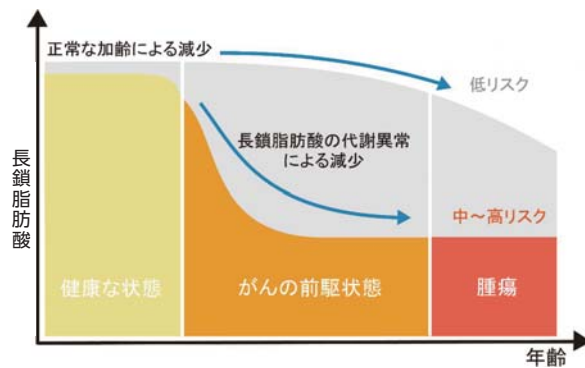 正常な加齢による減少
低リスク
長鎖脂肪酸の代謝異常
による減少
長鎖脂肪酸
中～高リスク
健康な状態
がんの前駆状態
腫瘍
年齢